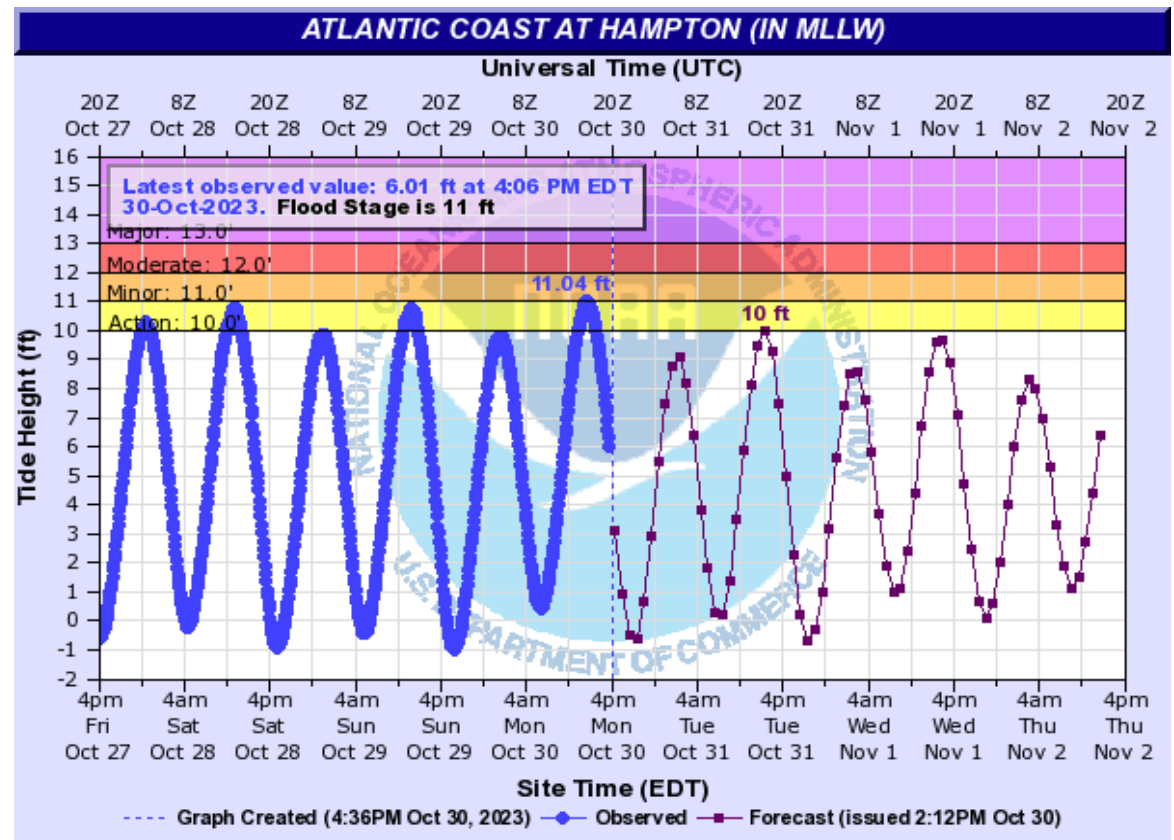 ATLANTIC COAST AT HAMPTON (IN MLLW)
Universal Time (UTC)
20Z 8Z 20Z 8Z 20Z 8Z 20Z 8Z 20Z 8Z 20Z 8Z 20Z
Oct 27 Oct 28 Oct 28 Oct 29 Oct 29 Oct 30 Oct 30 Oct 31 Oct 31 Nov 1 Nov 1 Nov 2 Nov 2
Latest observed value: 6.01 ft at 4:06 PM EDT
30-Oct-2023. Flood Stage is 11 ft
Major: 13.0'
Moderate: 12.0'
Minor: 11.0'
Action: 10.0'
11.04 ft
10 ft
16
15
14
13
12
11
10
9
8
7
6
5
4
3
2
1
0
-1
-2
Tide Height (ft)
NATIONAL OCEANIC AND ATMOSPHERIC ADMINISTRATION
NOAA
U.S. DEPARTMENT OF COMMERCE
4pm 4am 4pm 4am 4pm 4am 4pm 4am 4pm 4am 4pm 4am 4pm
Fri Sat Sat Sun Sun Mon Mon Tue Tue Wed Wed Thu Thu
Oct 27 Oct 28 Oct 28 Oct 29 Oct 29 Oct 30 Oct 30 Oct 31 Oct 31 Nov 1 Nov 1 Nov 2 Nov 2
Site Time (EDT)
Graph Created (4:36PM Oct 30, 2023) Observed Forecast (issued 2:12PM Oct 30)